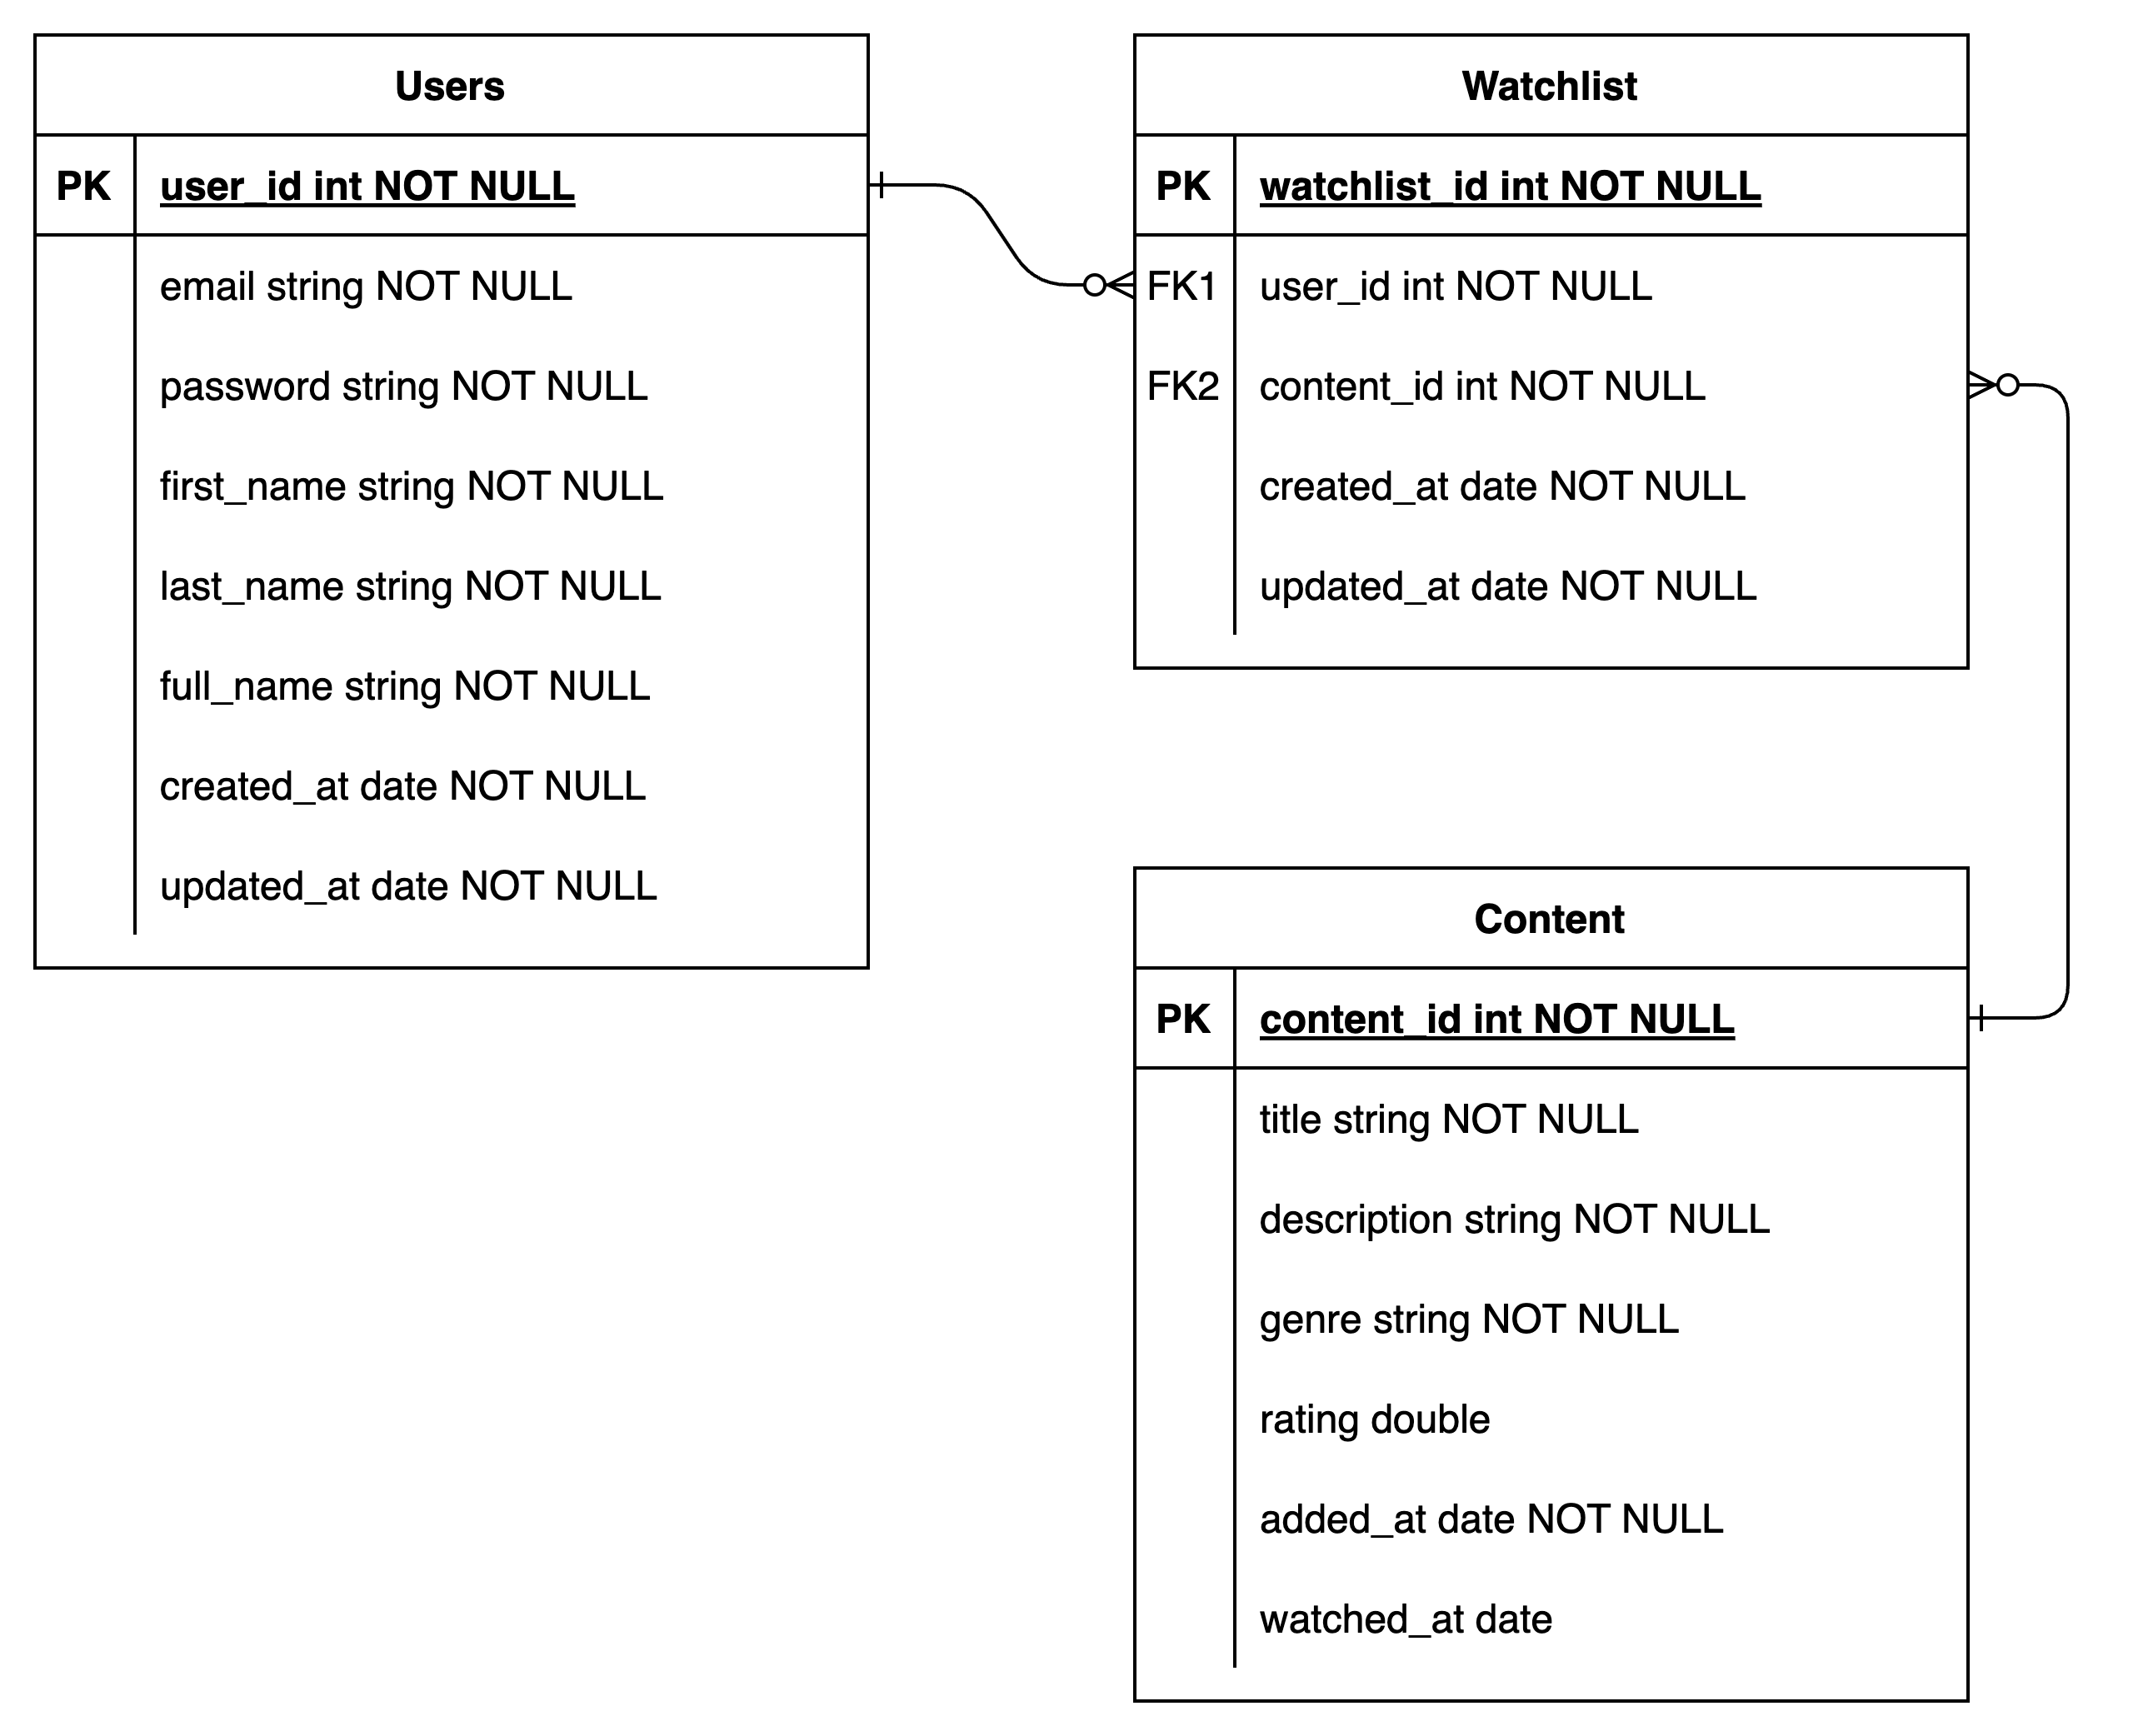 Users
PK user_id int NOT NULL
email string NOT NULL
password string NOT NULL
first_name string NOT NULL
last_name string NOT NULL
full_name string NOT NULL
created_at date NOT NULL
updated_at date NOT NULL
Watchlist
PK watchlist_id int NOT NULL
FK1 user_id int NOT NULL
FK2 content_id int NOT NULL
created_at date NOT NULL
updated_at date NOT NULL
Content
PK content_id int NOT NULL
title string NOT NULL
description string NOT NULL
genre string NOT NULL
rating double
added_at date NOT NULL
watched_at date